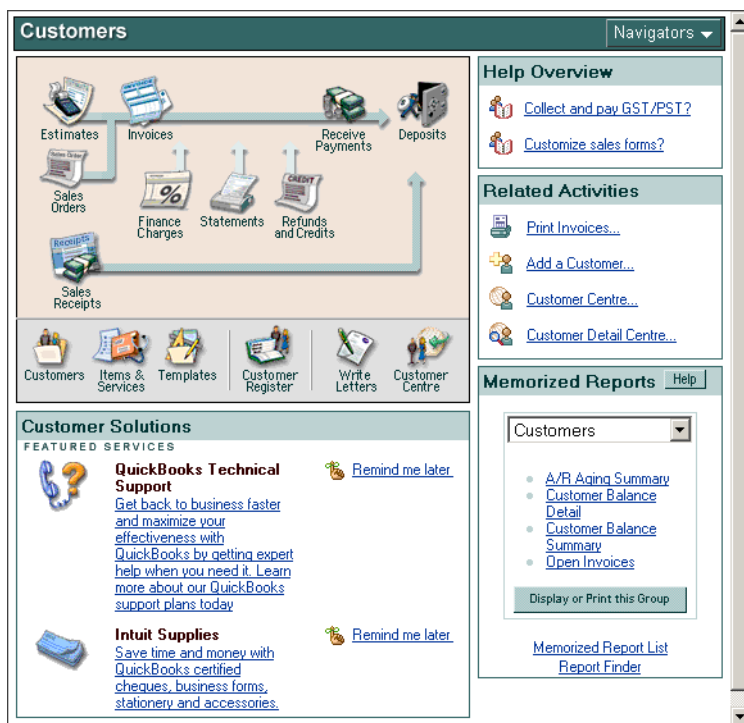 Customers
Navigators
Estimates
Invoices
Receive
Payments
Deposits
Sales
Orders
Finance
Charges
Statements
CREDIT
Refunds
and Credits
Receipts
Sales
Receipts
Customers
Items &
Services
Templates
Customer
Register
Write
Letters
Customer
Centre
Customer Solutions
FEATURED SERVICES
QuickBooks Technical
Support
Get back to business faster
and maximize your
effectiveness with
QuickBooks by getting expert
help when you need it. Learn
more about our QuickBooks
support plans today
Remind me later
Intuit Supplies
Save time and money with
QuickBooks certified
cheques, business forms,
stationery and accessories.
Remind me later
Help Overview
Collect and pay GST/PST?
Customize sales forms?
Related Activities
Print Invoices...
Add a Customer...
Customer Centre...
Customer Detail Centre...
Memorized Reports
Help
Customers
A/R Aging Summary
Customer Balance
Detail
Customer Balance
Summary
Open Invoices
Display or Print this Group
Memorized Report List
Report Finder